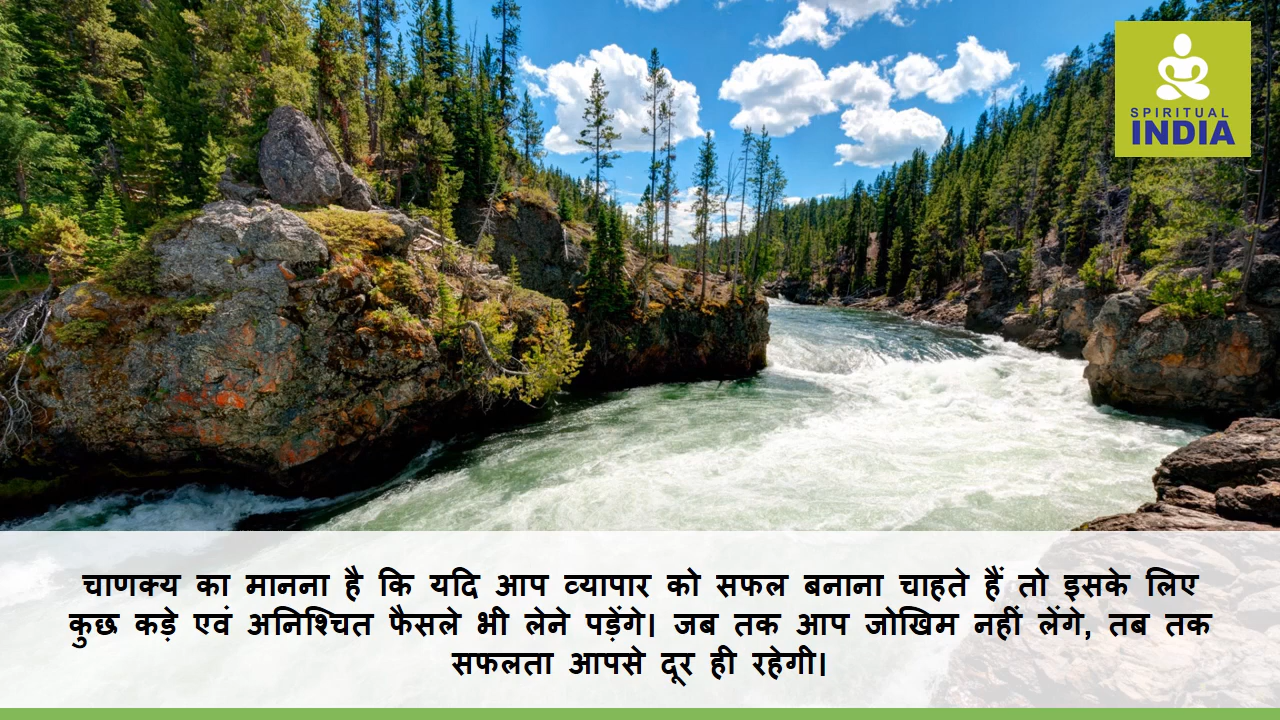 SPIRITUAL
INDIA
चाणक्य का मानना है कि यदि आप व्यापार को सफल बनाना चाहते हैं तो इसके लिए
कुछ कड़े एवं अनिश्चित फैसले भी लेने पड़ेंगे। जब तक आप जोखिम नहीं लेंगे, तब तक
सफलता आपसे दूर ही रहेगी।